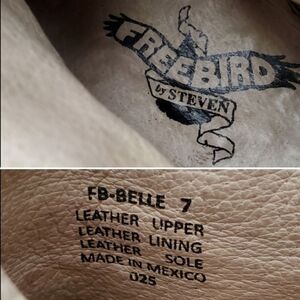 FREEBIRD
by STEVEN
FB-BELLE 7
LEATHER UPPER
LEATHER LINING
LEATHER SOLE
MADE IN MEXICO
025